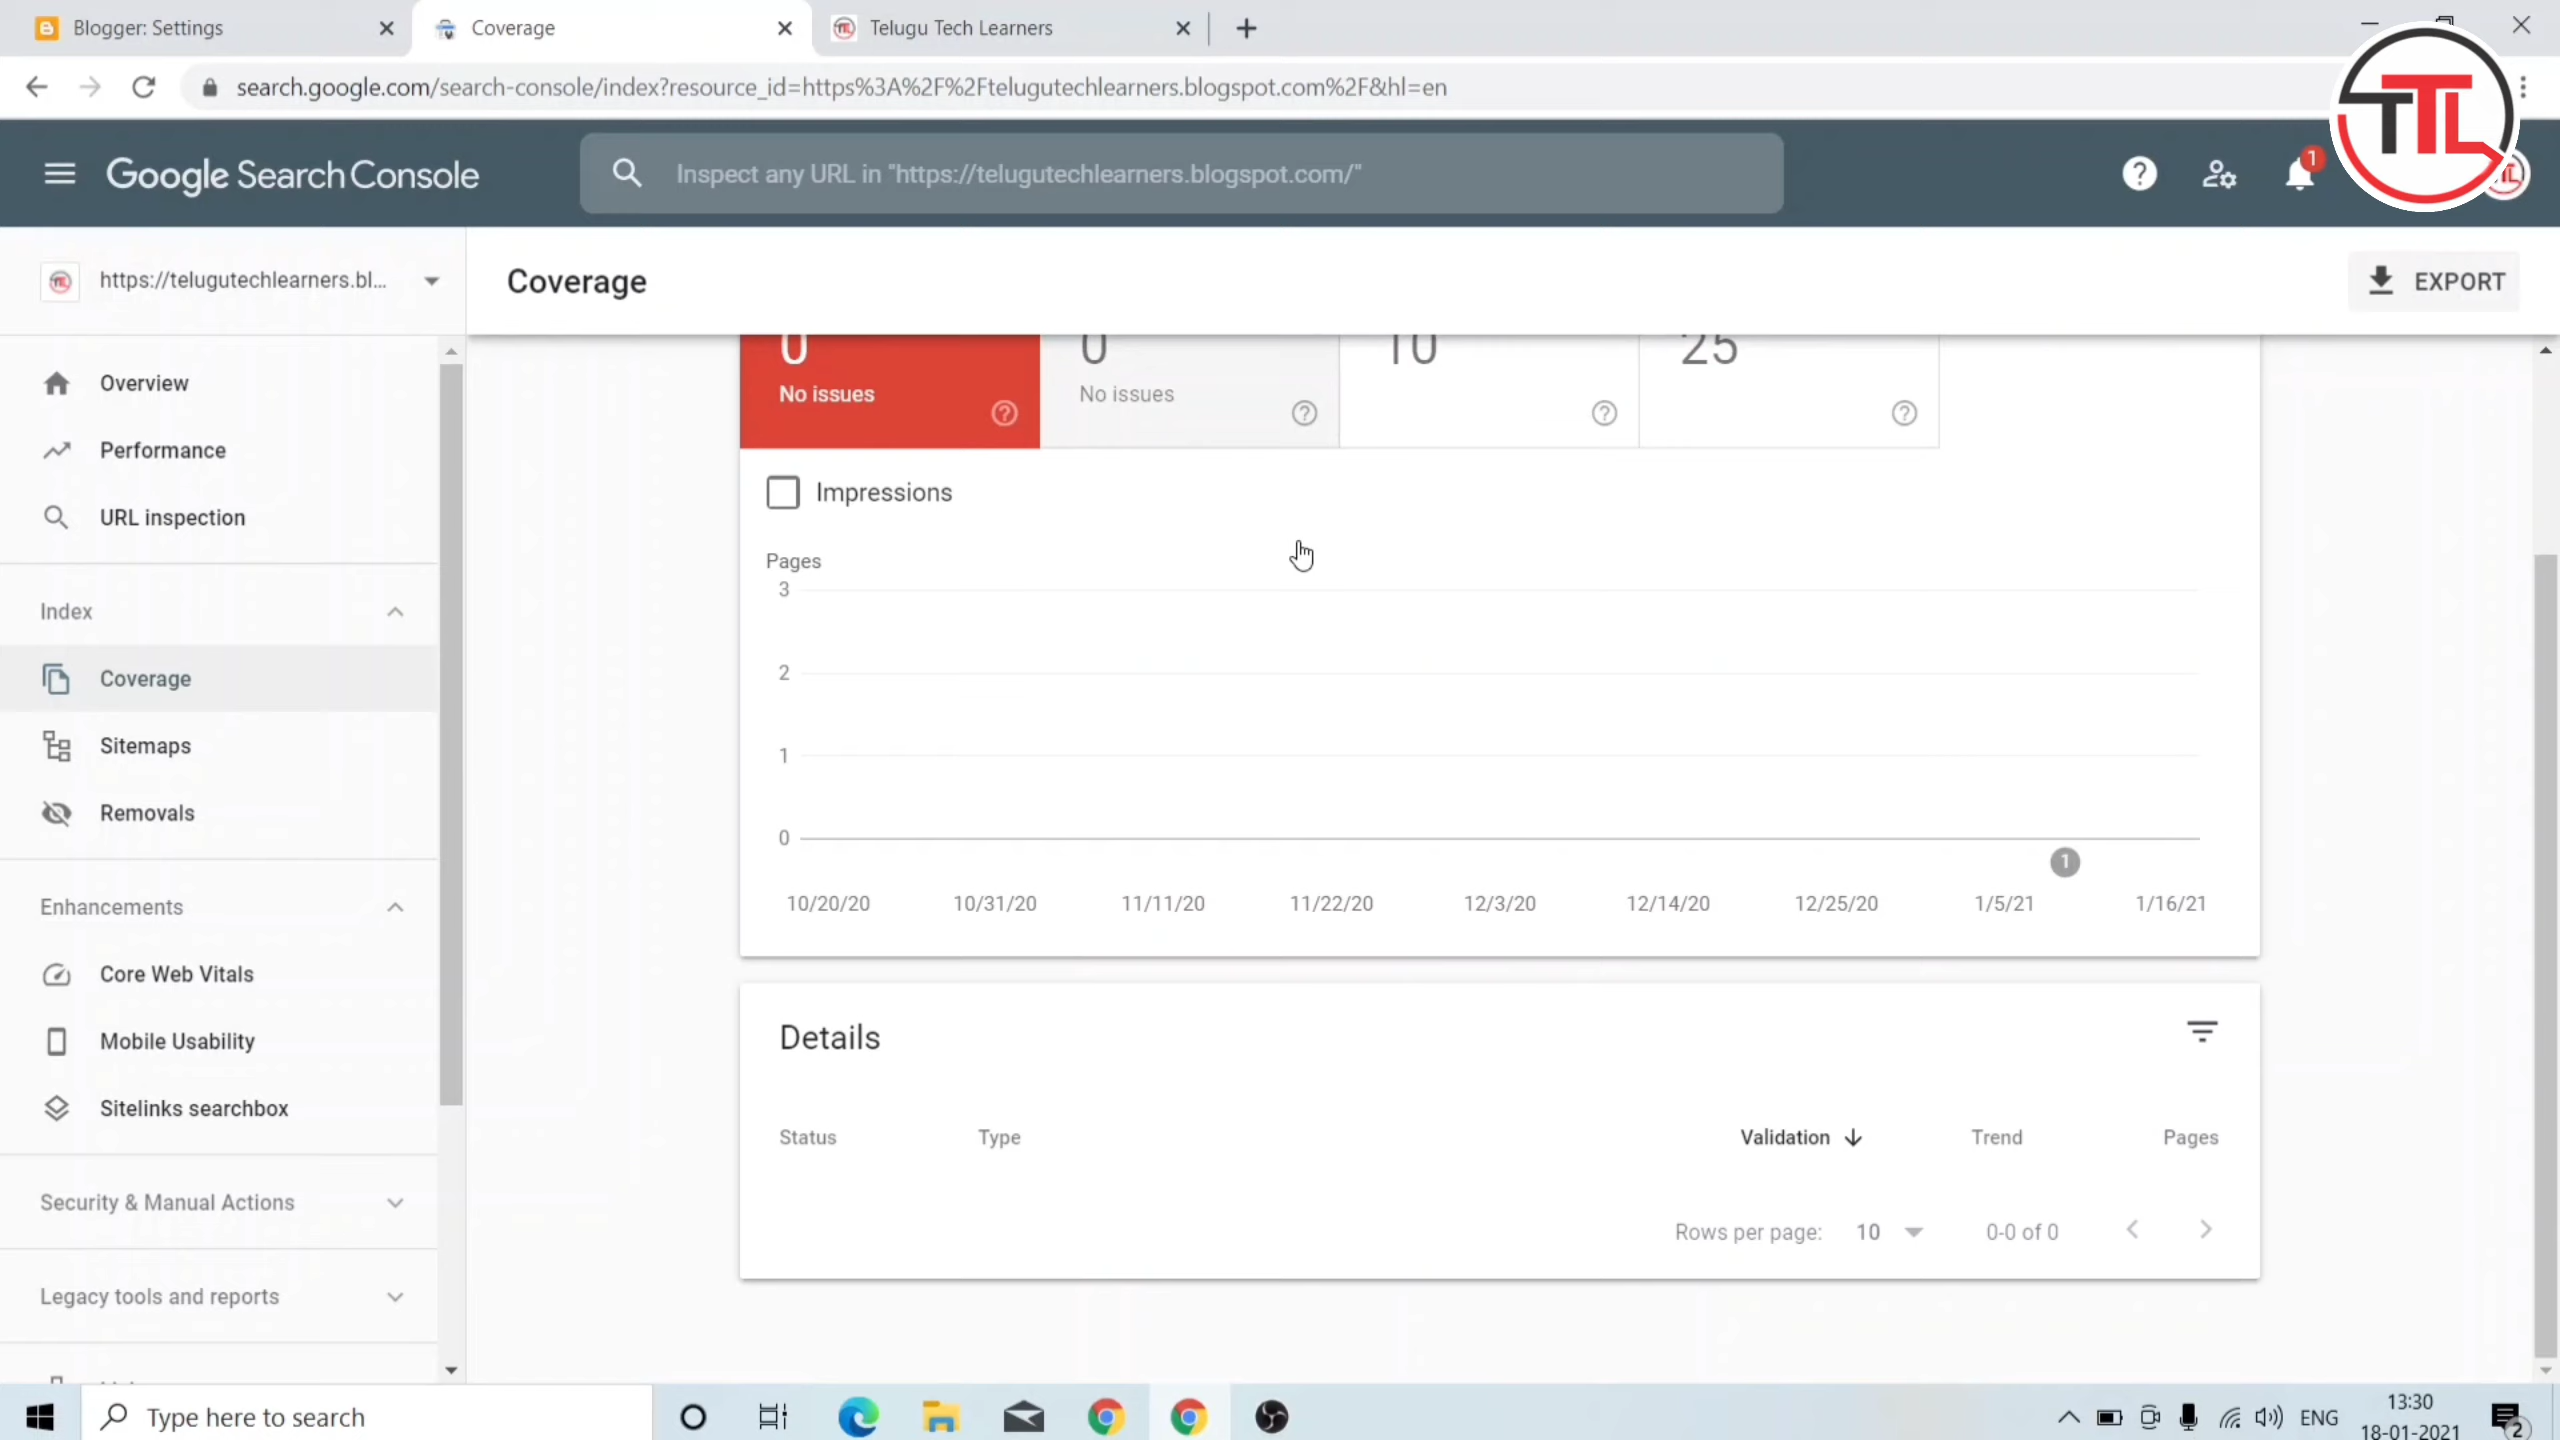 Blogger: Settings
Coverage
Telugu Tech Learners
search.google.com/search-console/index?resource_id=https%3A%2F%2Ftelugutechlearners.blogspot.com%2F&hl=en
TTL
Google Search Console
Inspect any URL in "https://telugutechlearners.blogspot.com/"
1
https://telugutechlearners.bl...
Coverage
EXPORT
Overview
Performance
URL inspection
Index
Coverage
Sitemaps
Removals
Enhancements
Core Web Vitals
Mobile Usability
Sitelinks searchbox
Security & Manual Actions
Legacy tools and reports
0 0 10 25
No issues No issues
Impressions
Pages
3
2
1
0
1
10/20/20 10/31/20 11/11/20 11/22/20 12/3/20 12/14/20 12/25/20 1/5/21 1/16/21
Details
Status Type Validation Trend Pages
Rows per page: 10 0-0 of 0
Type here to search
ENG
13:30
18-01-2021
2